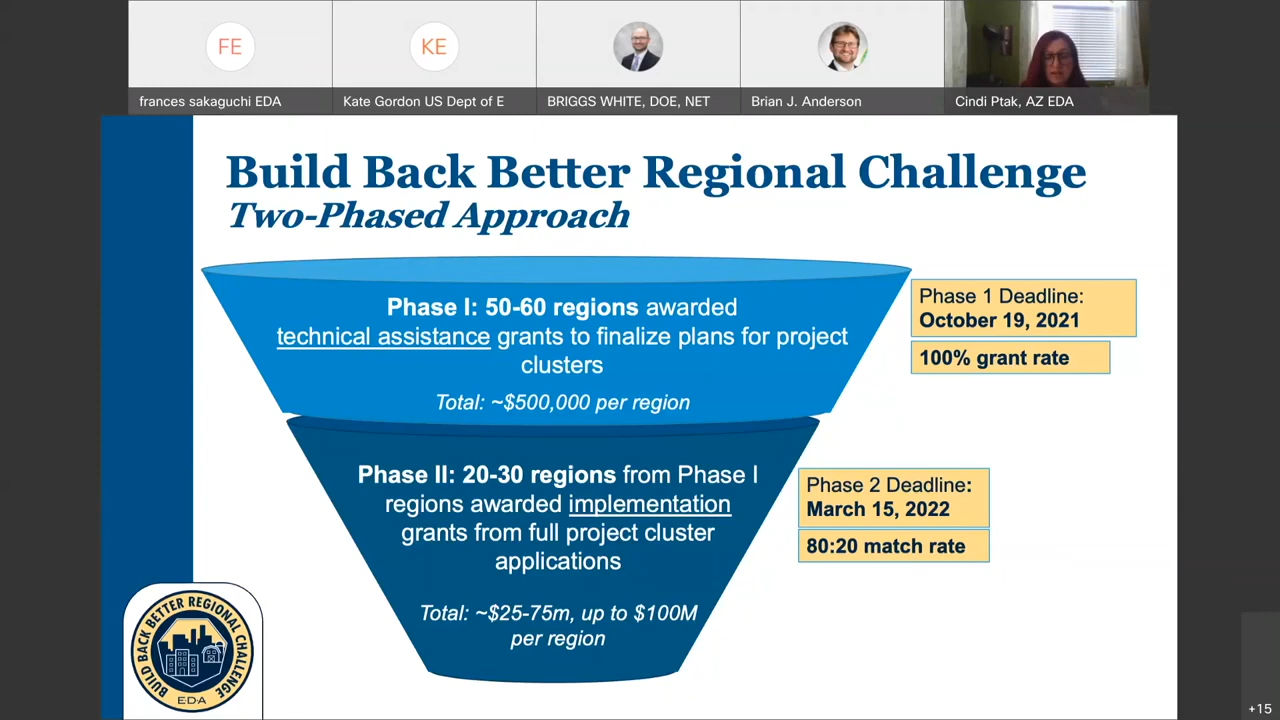 FE
KE
frances sakaguchi EDA
Kate Gordon US Dept of E
BRIGGS WHITE, DOE, NET
Brian J. Anderson
Cindi Ptak, AZ EDA
Build Back Better Regional Challenge
Two-Phased Approach
Phase I: 50-60 regions awarded
technical assistance grants to finalize plans for project
clusters
Total: ~$500,000 per region
Phase 1 Deadline:
October 19, 2021
100% grant rate
Phase II: 20-30 regions from Phase I
regions awarded implementation
grants from full project cluster
applications
Total: ~$25-75m, up to $100M
per region
Phase 2 Deadline:
March 15, 2022
80:20 match rate
BUILD BACK BETTER REGIONAL CHALLENGE
EDA
+15